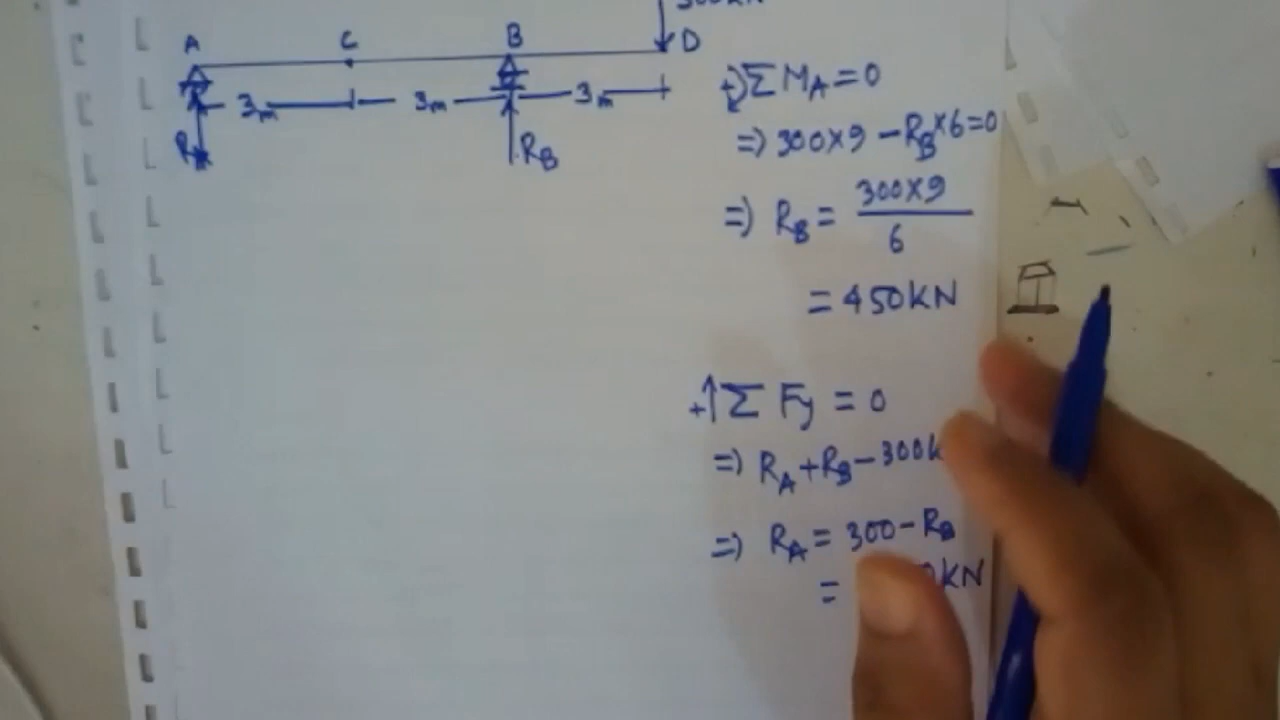 A C B D
3m 3m 3m
RB
+ΣMA=0
⇒ 300×9 −RB×6=0
⇒ RB = 300×9
6
= 450KN
+↑Σ Fy = 0
⇒ RA+RB−300K
⇒ RA = 300−RB
= KN